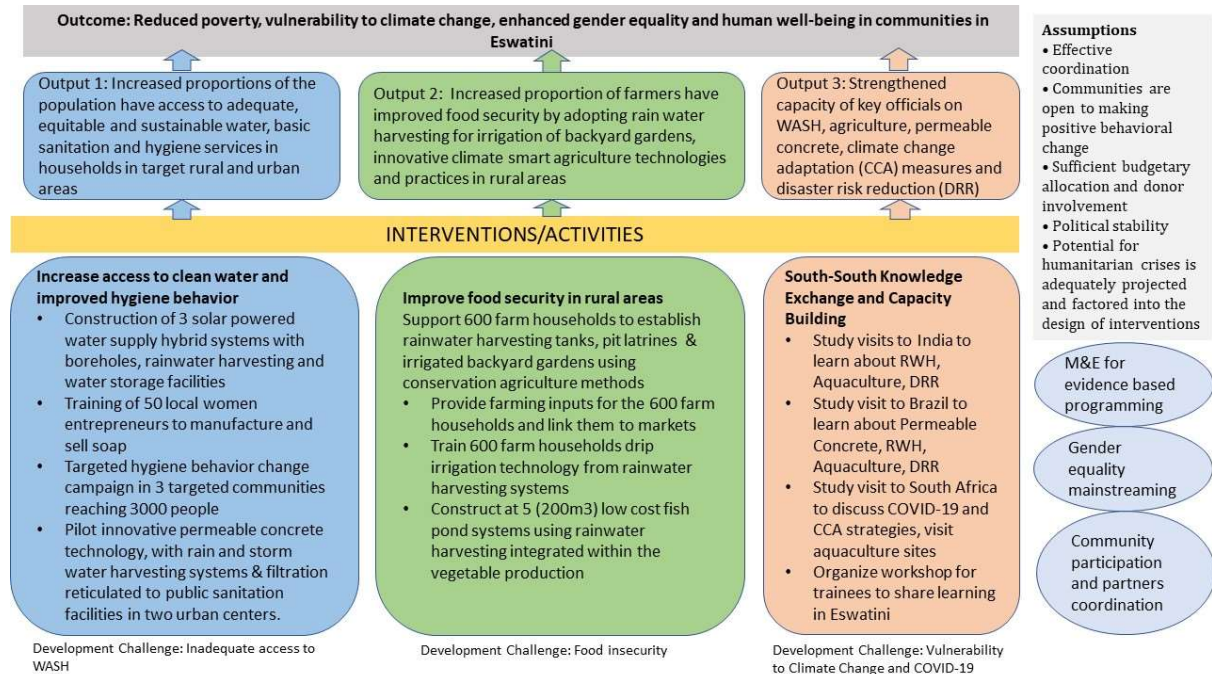 Outcome: Reduced poverty, vulnerability to climate change, enhanced gender equality and human well-being in communities in
Eswatini
Output 1: Increased proportions of the
population have access to adequate,
equitable and sustainable water, basic
sanitation and hygiene services in
households in target rural and urban
areas
Output 2:  Increased proportion of farmers have
improved food security by adopting rain water
harvesting for irrigation of backyard gardens,
innovative climate smart agriculture technologies
and practices in rural areas
Output 3: Strengthened
capacity of key officials on
WASH, agriculture, permeable
concrete, climate change
adaptation (CCA) measures and
disaster risk reduction (DRR)
INTERVENTIONS/ACTIVITIES
Increase access to clean water and
improved hygiene behavior
• Construction of 3 solar powered
water supply hybrid systems with
boreholes, rainwater harvesting and
water storage facilities
• Training of 50 local women
entrepreneurs to manufacture and
sell soap
• Targeted hygiene behavior change
campaign in 3 targeted communities
reaching 3000 people
• Pilot innovative permeable concrete
technology, with rain and storm
water harvesting systems & filtration
reticulated to public sanitation
facilities in two urban centers.
Development Challenge: Inadequate access to
WASH
Improve food security in rural areas
Support 600 farm households to establish
rainwater harvesting tanks, pit latrines  &
irrigated backyard gardens using
conservation agriculture methods
• Provide farming inputs for the 600 farm
households and link them to markets
• Train 600 farm households drip
irrigation technology from rainwater
harvesting systems
• Construct at 5 (200m3) low cost fish
pond systems using rainwater
harvesting integrated within the
vegetable production
Development Challenge: Food insecurity
South-South Knowledge
Exchange and Capacity
Building
• Study visits to India to
learn about RWH,
Aquaculture, DRR
• Study visit to Brazil to
learn about Permeable
Concrete, RWH,
Aquaculture, DRR
• Study visit to South Africa
to discuss COVID-19 and
CCA strategies, visit
aquaculture sites
• Organize workshop for
trainees to share learning
in Eswatini
Development Challenge: Vulnerability
to Climate Change and COVID-19
Assumptions
• Effective
coordination
• Communities are
open to making
positive behavioral
change
• Sufficient budgetary
allocation and donor
involvement
• Political stability
• Potential for
humanitarian crises is
adequately projected
and factored into the
design of interventions
M&E for
evidence based
programming
Gender
equality
mainstreaming
Community
participation
and partners
coordination